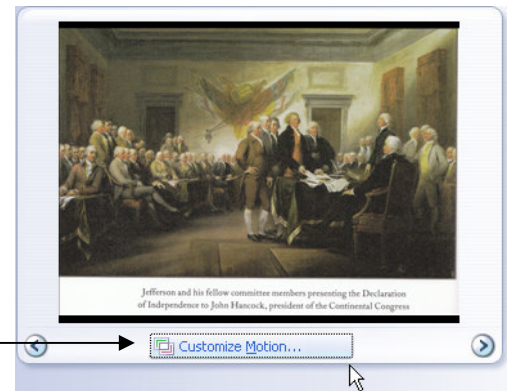 Jefferson and his fellow committee members presenting the Declaration
of Independence to John Hancock, president of the Continental Congress
Customize Motion...